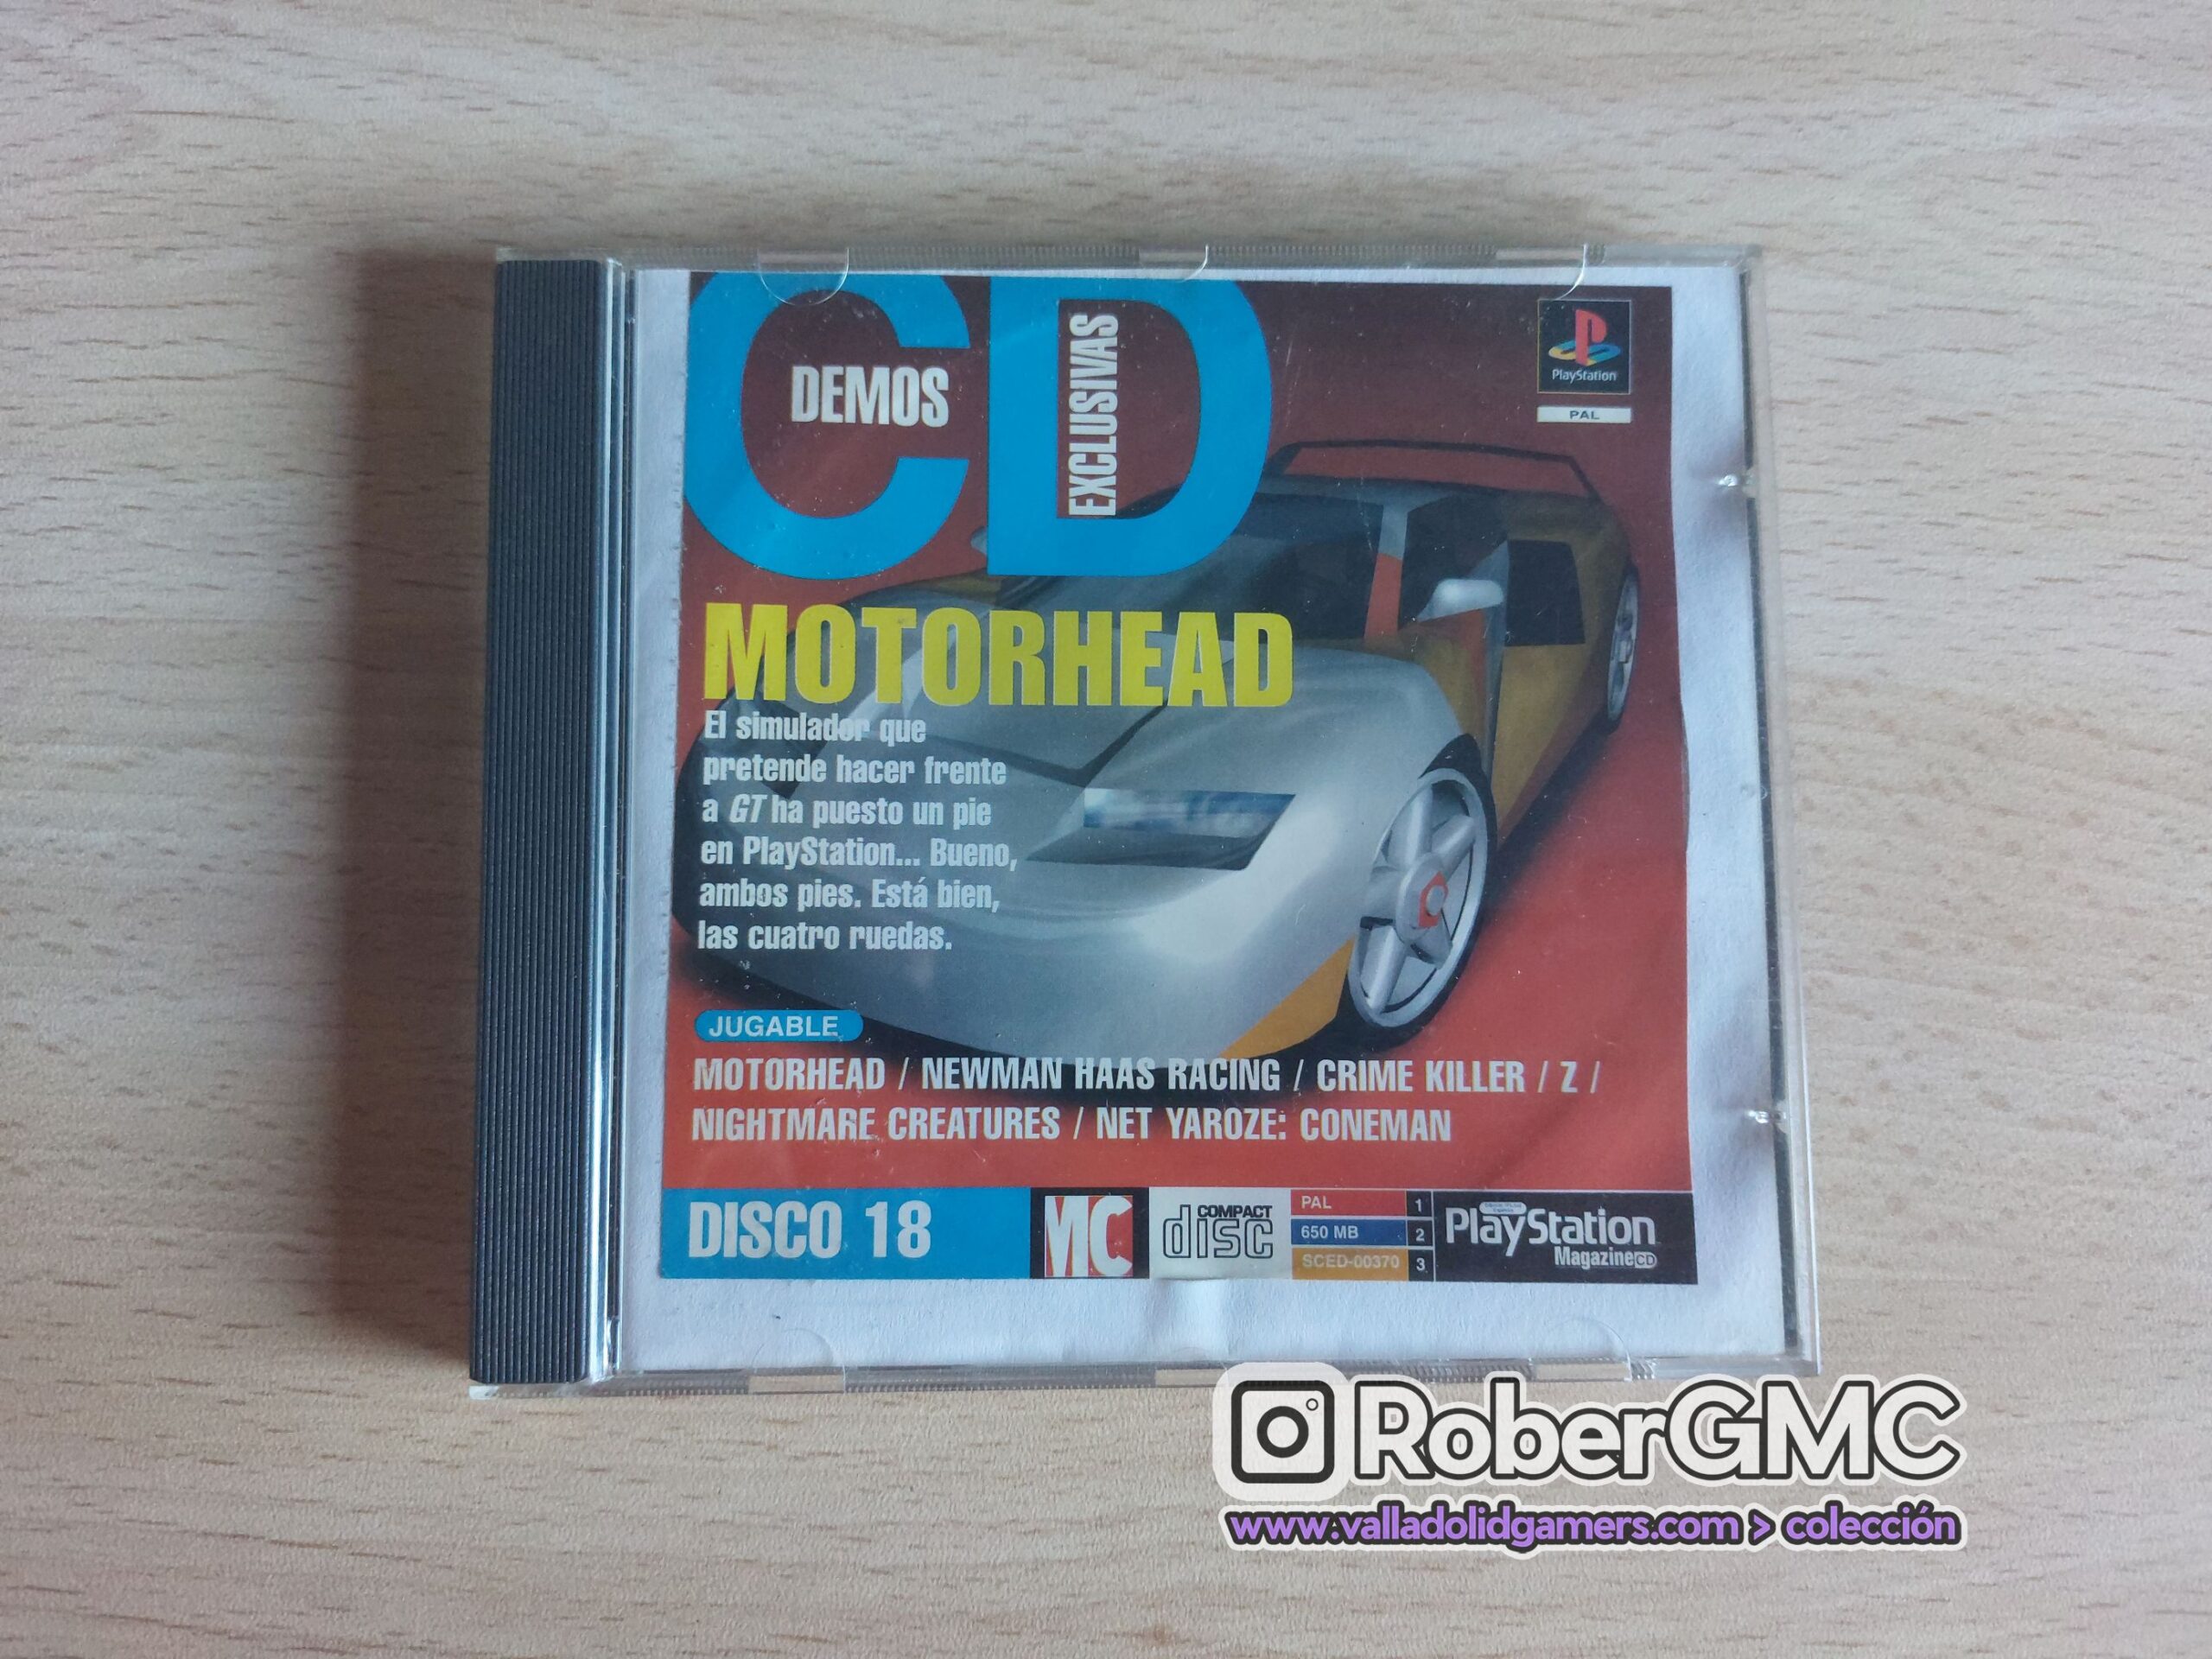 CD
DEMOS
EXCLUSIVAS
PlayStation
PAL
MOTORHEAD
El simulador que
pretende hacer frente
a GT ha puesto un pie
en PlayStation... Bueno,
ambos pies. Está bien,
las cuatro ruedas.
JUGABLE
MOTORHEAD / NEWMAN HAAS RACING / CRIME KILLER / Z /
NIGHTMARE CREATURES / NET YAROZE: CONEMAN
DISCO 18
MC
COMPACT
disc
PAL 1
650 MB 2
SCED-00370 3
PlayStation
Magazine CD
RoberGMC
www.valladolidgamers.com > colección